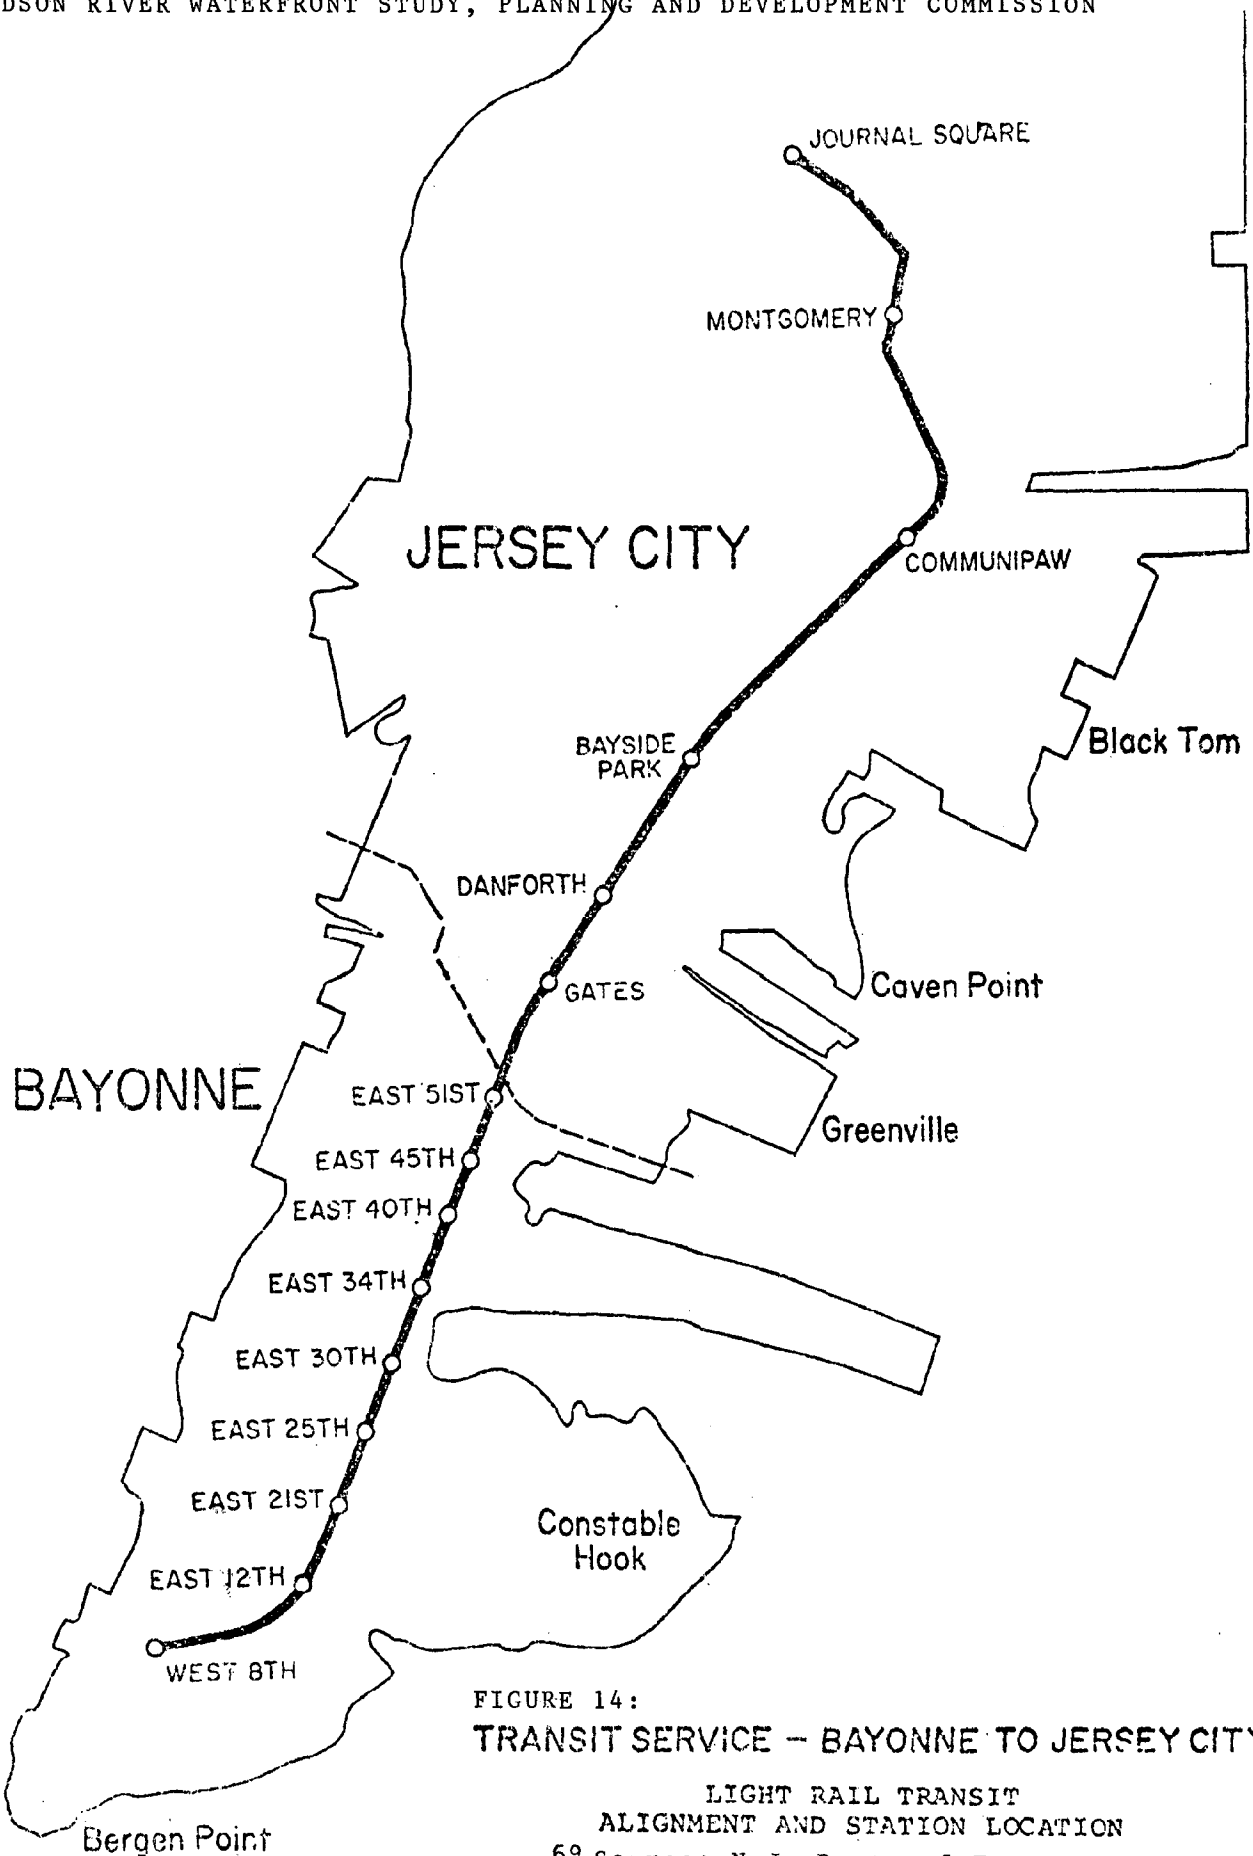 RIVER WATERFRONT STUDY, PLANNING AND DEVELOPMENT COMMISSION
JOURNAL SQUARE
MONTGOMERY
JERSEY CITY
COMMUNIPAW
Black Tom
BAYSIDE
PARK
DANFORTH
GATES
Caven Point
BAYONNE
EAST 51ST
Greenville
EAST 45TH
EAST 40TH
EAST 34TH
EAST 30TH
EAST 25TH
EAST 21ST
Constable
Hook
EAST 12TH
WEST 8TH
FIGURE 14:
TRANSIT SERVICE – BAYONNE TO JERSEY
LIGHT RAIL TRANSIT
ALIGNMENT AND STATION LOCATION
Bergen Point
69